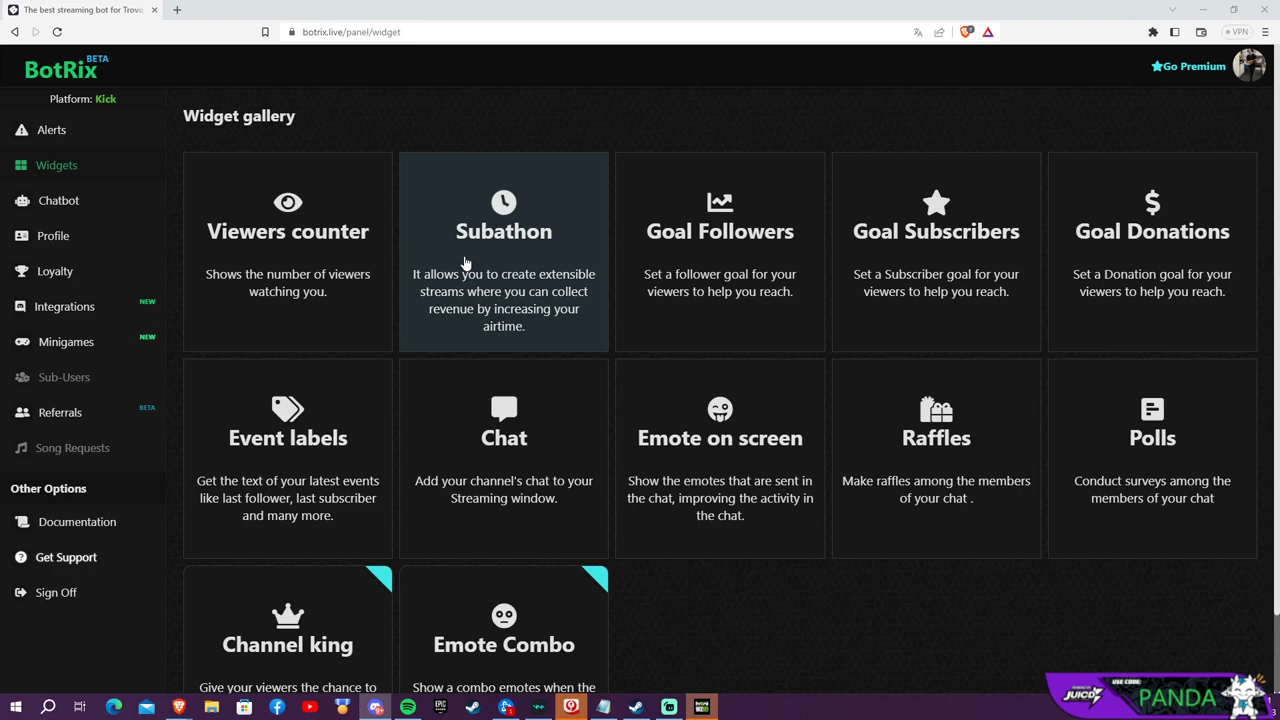 The best streaming bot for Trovo,
botrix.live/panel/widget
VPN
BotRix BETA
Go Premium
Platform: Kick
Alerts
Widgets
Chatbot
Profile
Loyalty
Integrations NEW
Minigames NEW
Sub-Users
Referrals BETA
Song Requests
Other Options
Documentation
Get Support
Sign Off
Widget gallery
Viewers counter
Shows the number of viewers
watching you.
Subathon
It allows you to create extensible
streams where you can collect
revenue by increasing your
airtime.
Goal Followers
Set a follower goal for your
viewers to help you reach.
Goal Subscribers
Set a Subscriber goal for your
viewers to help you reach.
Goal Donations
Set a Donation goal for your
viewers to help you reach.
Event labels
Get the text of your latest events
like last follower, last subscriber
and many more.
Chat
Add your channel's chat to your
Streaming window.
Emote on screen
Show the emotes that are sent in
the chat, improving the activity in
the chat.
Raffles
Make raffles among the members
of your chat .
Polls
Conduct surveys among the
members of your chat
Channel king
Give your viewers the chance to
Emote Combo
Show a combo emotes when the
EPIC
GAMES
JUICD
USE CODE:
PANDA